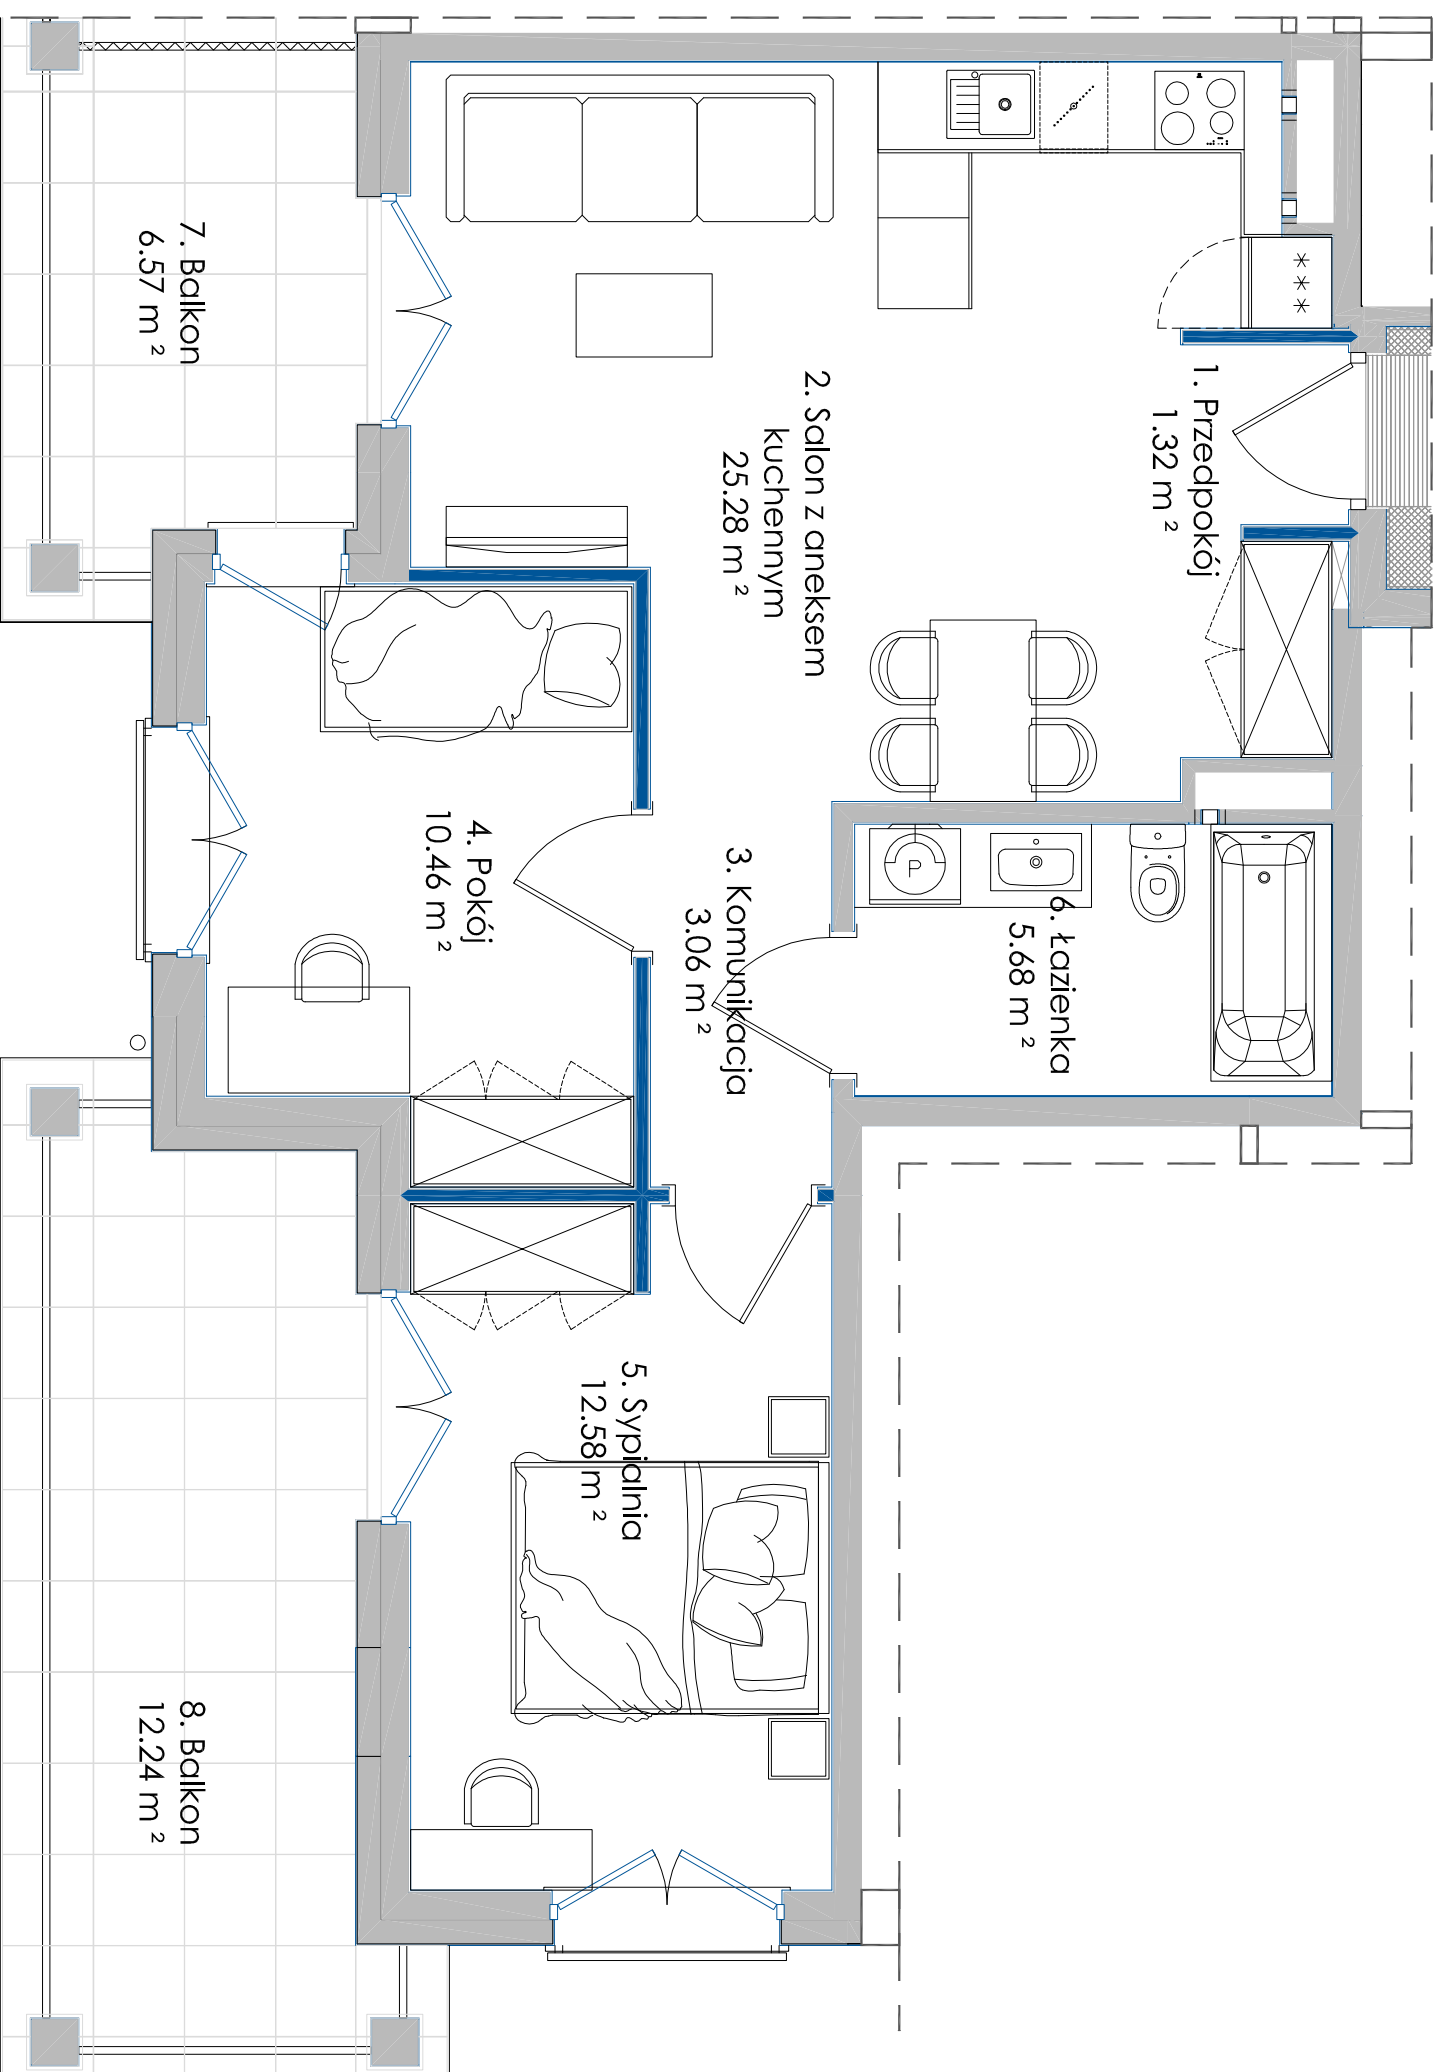 1. Przedpokój
1.32 m ²
2. Salon z aneksem
kuchennym
25.28 m ²
3. Komunikacja
3.06 m ²
4. Pokój
10.46 m ²
5. Sypialnia
12.58 m ²
6. Łazienka
5.68 m ²
7. Balkon
6.57 m ²
8. Balkon
12.24 m ²
P